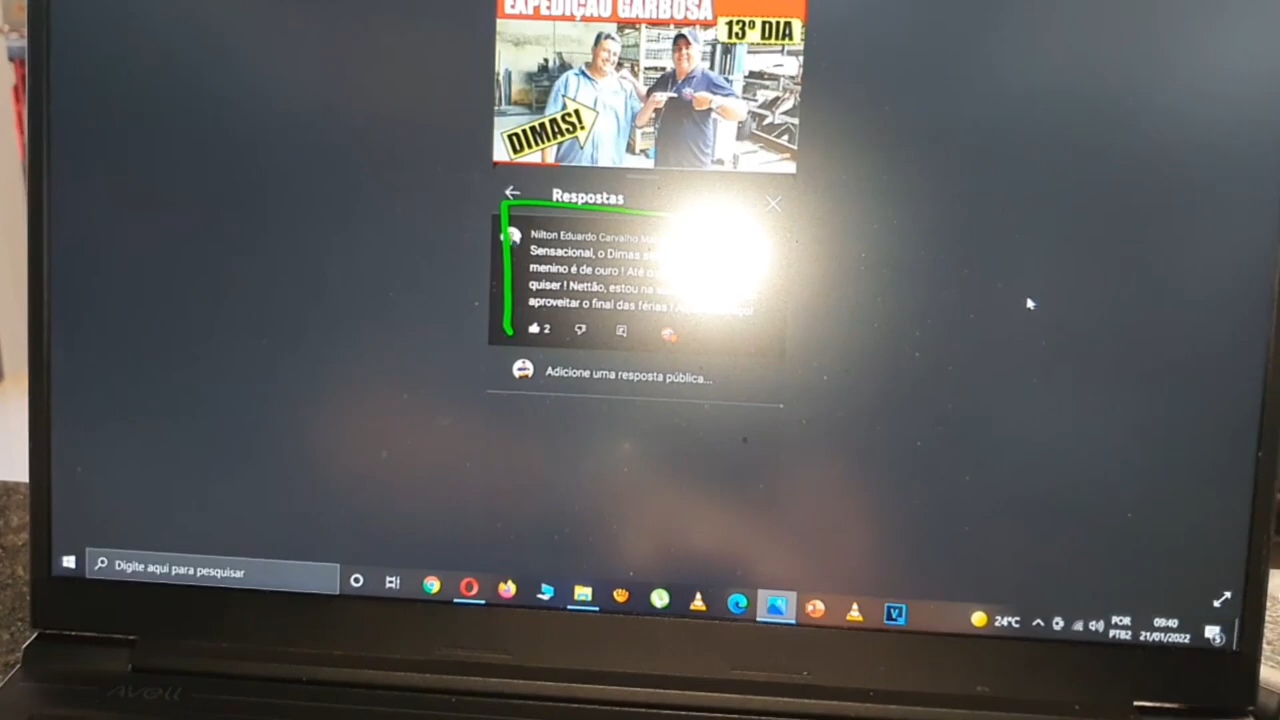 EXPEDIÇÃO GARBOSA
13º DIA
DIMAS!
Respostas
Nilton Eduardo Carvalho
Sensacional, o Dimas
menino é de ouro ! Até
quiser ! Nettão, estou na
aproveitar o final das férias !
2
Adicione uma resposta pública...
Digite aqui para pesquisar
24°C
POR
09:40
PTB2
21/01/2022
5
V
Avell